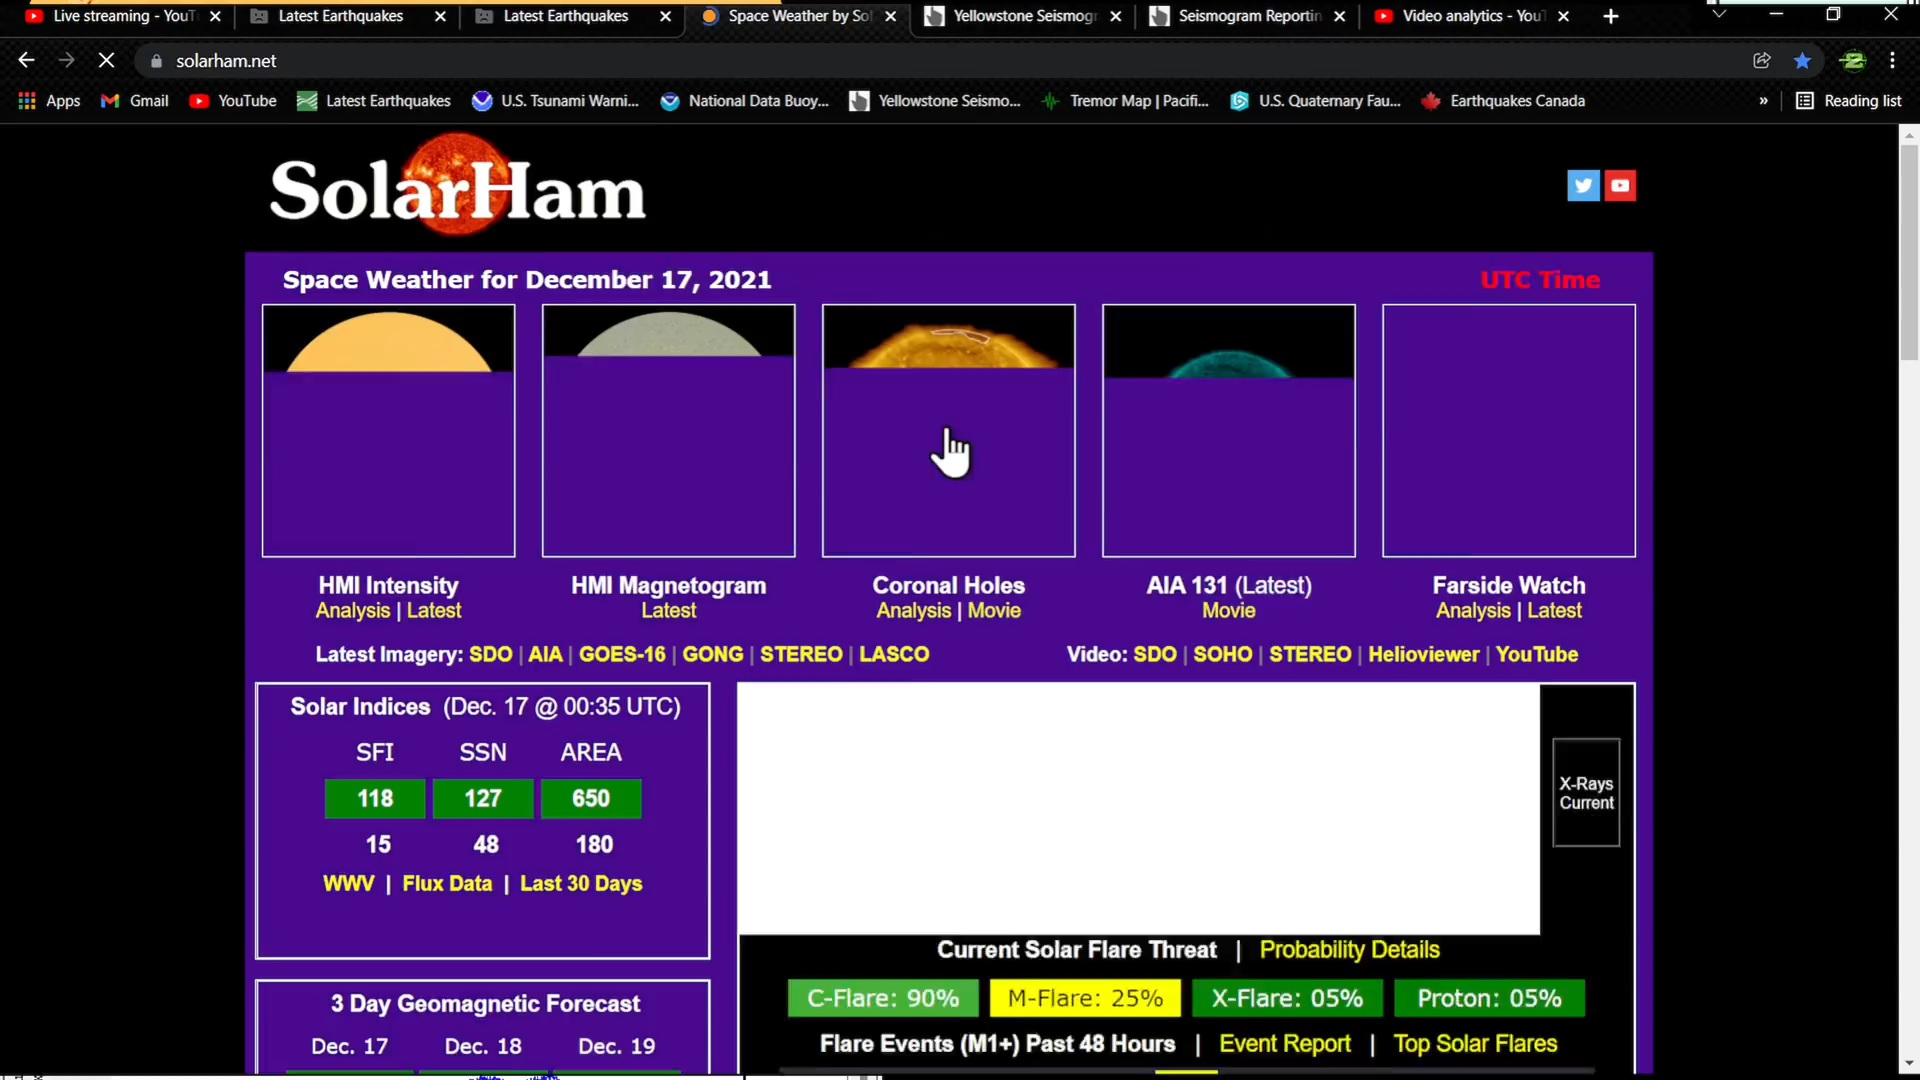 Live streaming - YouT
Latest Earthquakes
Latest Earthquakes
Space Weather by Sol
Yellowstone Seismog
Seismogram Reportin
Video analytics - YouT
solarham.net
Apps
Gmail
YouTube
Latest Earthquakes
U.S. Tsunami Warni...
National Data Buoy...
Yellowstone Seismo...
Tremor Map | Pacifi...
U.S. Quaternary Fau...
Earthquakes Canada
»
Reading list
SolarHam
Space Weather for December 17, 2021
UTC Time
HMI Intensity
Analysis | Latest
HMI Magnetogram
Latest
Coronal Holes
Analysis | Movie
AIA 131 (Latest)
Movie
Farside Watch
Analysis | Latest
Latest Imagery: SDO | AIA | GOES-16 | GONG | STEREO | LASCO
Video: SDO | SOHO | STEREO | Helioviewer | YouTube
Solar Indices (Dec. 17 @ 00:35 UTC)
SFI SSN AREA
118 127 650
15 48 180
WWV | Flux Data | Last 30 Days
X-Rays
Current
Current Solar Flare Threat | Probability Details
C-Flare: 90% M-Flare: 25% X-Flare: 05% Proton: 05%
Flare Events (M1+) Past 48 Hours | Event Report | Top Solar Flares
3 Day Geomagnetic Forecast
Dec. 17 Dec. 18 Dec. 19